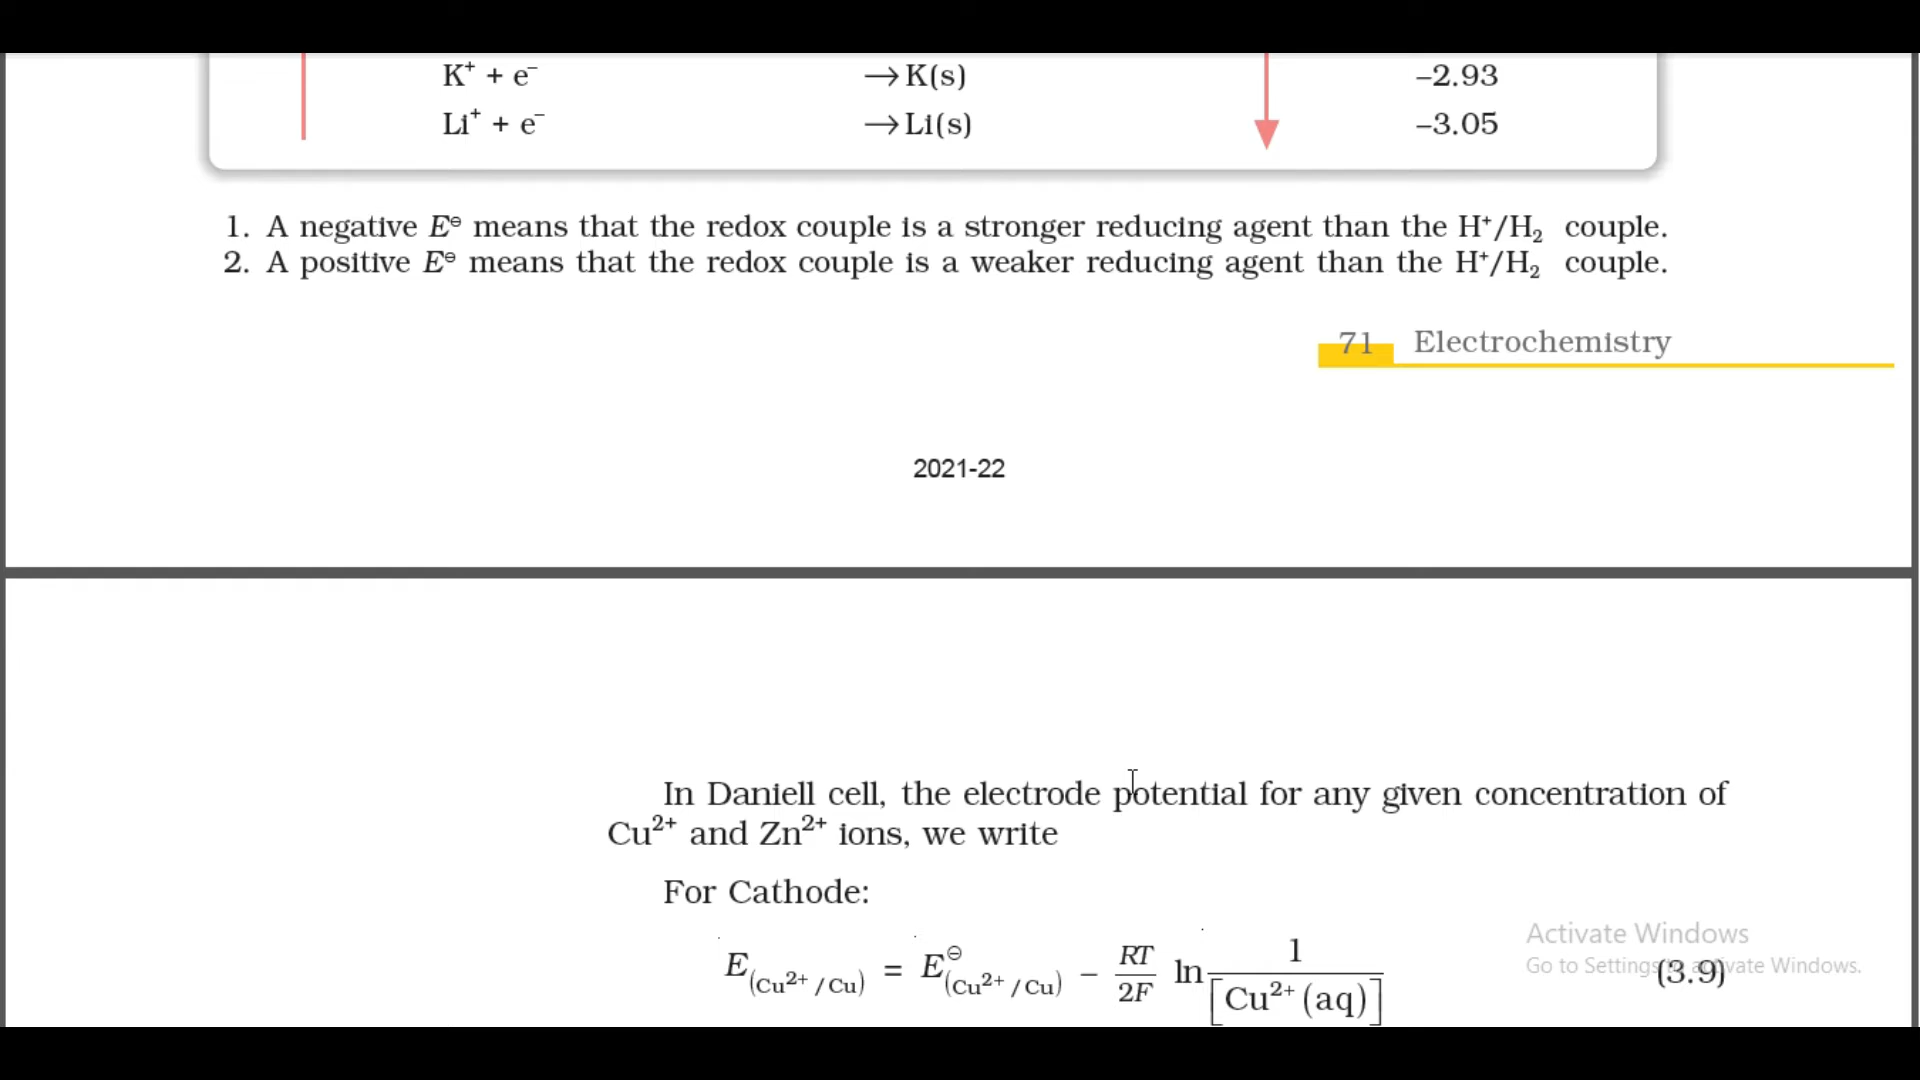 K⁺ + e⁻ → K(s) –2.93
Li⁺ + e⁻ → Li(s) –3.05
1. A negative E⊖ means that the redox couple is a stronger reducing agent than the H⁺/H₂ couple.
2. A positive E⊖ means that the redox couple is a weaker reducing agent than the H⁺/H₂ couple.
71 Electrochemistry
2021-22
In Daniell cell, the electrode potential for any given concentration of
Cu²⁺ and Zn²⁺ ions, we write
For Cathode:
E(Cu²⁺ / Cu) = E⊖(Cu²⁺ / Cu) – RT/2F ln 1/[Cu²⁺ (aq)] (3.9)
Activate Windows
Go to Settings to activate Windows.